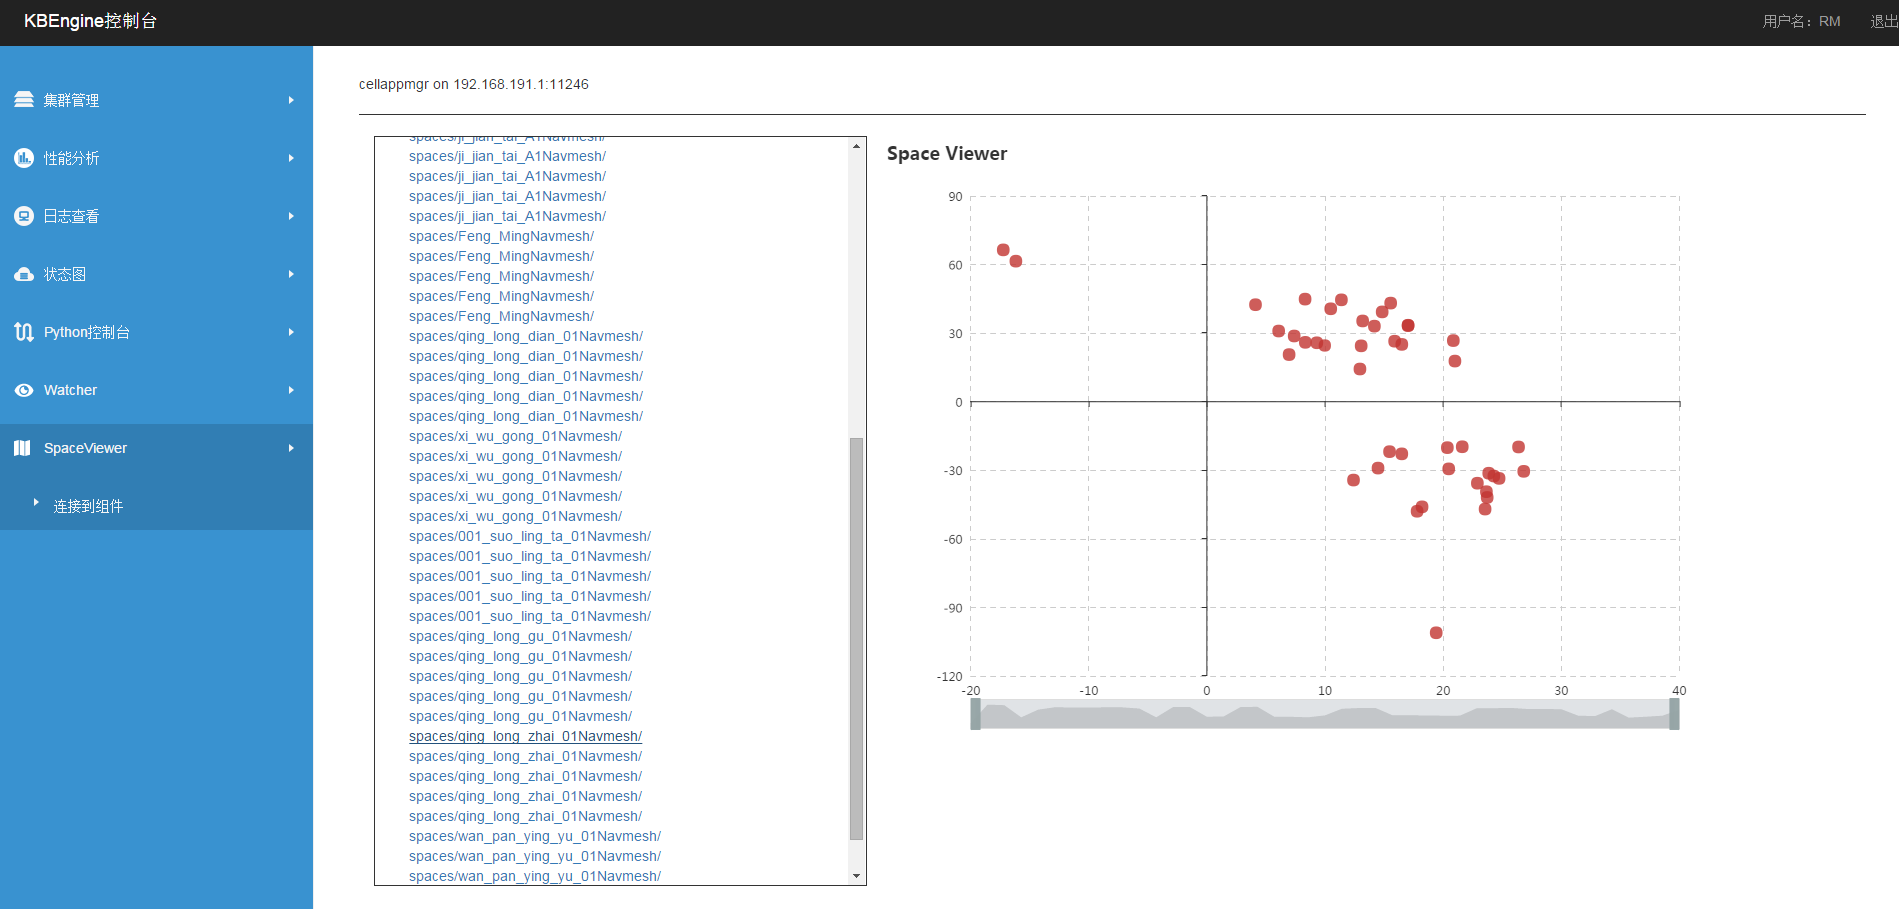 KBEngine控制台
用户名：RM
退出
集群管理
性能分析
日志查看
状态图
Python控制台
Watcher
SpaceViewer
连接到组件
cellappmgr on 192.168.191.1:11246
spaces/ji_jian_tai_A1Navmesh/
spaces/ji_jian_tai_A1Navmesh/
spaces/ji_jian_tai_A1Navmesh/
spaces/ji_jian_tai_A1Navmesh/
spaces/ji_jian_tai_A1Navmesh/
spaces/Feng_MingNavmesh/
spaces/Feng_MingNavmesh/
spaces/Feng_MingNavmesh/
spaces/Feng_MingNavmesh/
spaces/Feng_MingNavmesh/
spaces/qing_long_dian_01Navmesh/
spaces/qing_long_dian_01Navmesh/
spaces/qing_long_dian_01Navmesh/
spaces/qing_long_dian_01Navmesh/
spaces/qing_long_dian_01Navmesh/
spaces/xi_wu_gong_01Navmesh/
spaces/xi_wu_gong_01Navmesh/
spaces/xi_wu_gong_01Navmesh/
spaces/xi_wu_gong_01Navmesh/
spaces/xi_wu_gong_01Navmesh/
spaces/001_suo_ling_ta_01Navmesh/
spaces/001_suo_ling_ta_01Navmesh/
spaces/001_suo_ling_ta_01Navmesh/
spaces/001_suo_ling_ta_01Navmesh/
spaces/001_suo_ling_ta_01Navmesh/
spaces/qing_long_gu_01Navmesh/
spaces/qing_long_gu_01Navmesh/
spaces/qing_long_gu_01Navmesh/
spaces/qing_long_gu_01Navmesh/
spaces/qing_long_gu_01Navmesh/
spaces/qing_long_zhai_01Navmesh/
spaces/qing_long_zhai_01Navmesh/
spaces/qing_long_zhai_01Navmesh/
spaces/qing_long_zhai_01Navmesh/
spaces/qing_long_zhai_01Navmesh/
spaces/wan_pan_ying_yu_01Navmesh/
spaces/wan_pan_ying_yu_01Navmesh/
spaces/wan_pan_ying_yu_01Navmesh/
Space Viewer
90
60
30
0
-30
-60
-90
-120
-20 -10 0 10 20 30 40